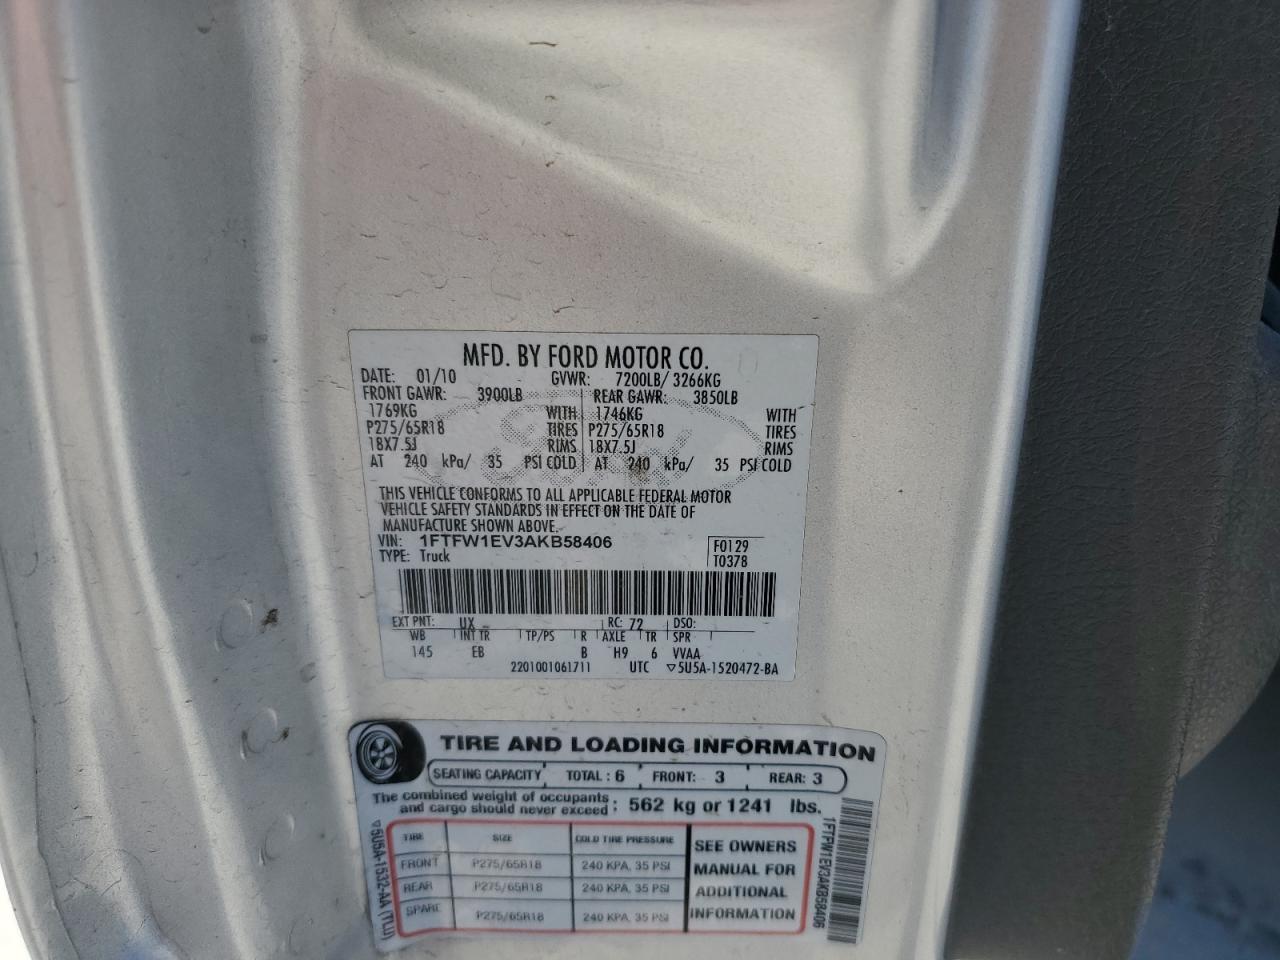 MFD. BY FORD MOTOR CO.
DATE: 01/10 GVWR: 7200LB/ 3266KG
FRONT GAWR: 3900LB REAR GAWR: 3850LB
1769KG WITH 1746KG WITH
P275/65R18 TIRES P275/65R18 TIRES
18X7.5J RIMS 18X7.5J RIMS
AT 240 kPa/ 35 PSI COLD AT 240 kPa/ 35 PSI COLD
THIS VEHICLE CONFORMS TO ALL APPLICABLE FEDERAL MOTOR
VEHICLE SAFETY STANDARDS IN EFFECT ON THE DATE OF
MANUFACTURE SHOWN ABOVE.
VIN: 1FTFW1EV3AKB58406 F0129
TYPE: Truck T0378
EXT PNT: UX RC: 72 DSO:
WB INT TR TP/PS R AXLE TR SPR
145 EB B H9 6 VVAA
2201001061711 UTC ▽5U5A-1520472-BA
TIRE AND LOADING INFORMATION
SEATING CAPACITY TOTAL: 6 FRONT: 3 REAR: 3
The combined weight of occupants
and cargo should never exceed : 562 kg or 1241 lbs.
TIRE SIZE COLD TIRE PRESSURE
FRONT P275/65R18 240 KPA, 35 PSI
REAR P275/65R18 240 KPA, 35 PSI
SPARE P275/65R18 240 KPA, 35 PSI
SEE OWNERS
MANUAL FOR
ADDITIONAL
INFORMATION
▽5U5A-1532-AA (TLU)
1FTFW1EV3AKB58406